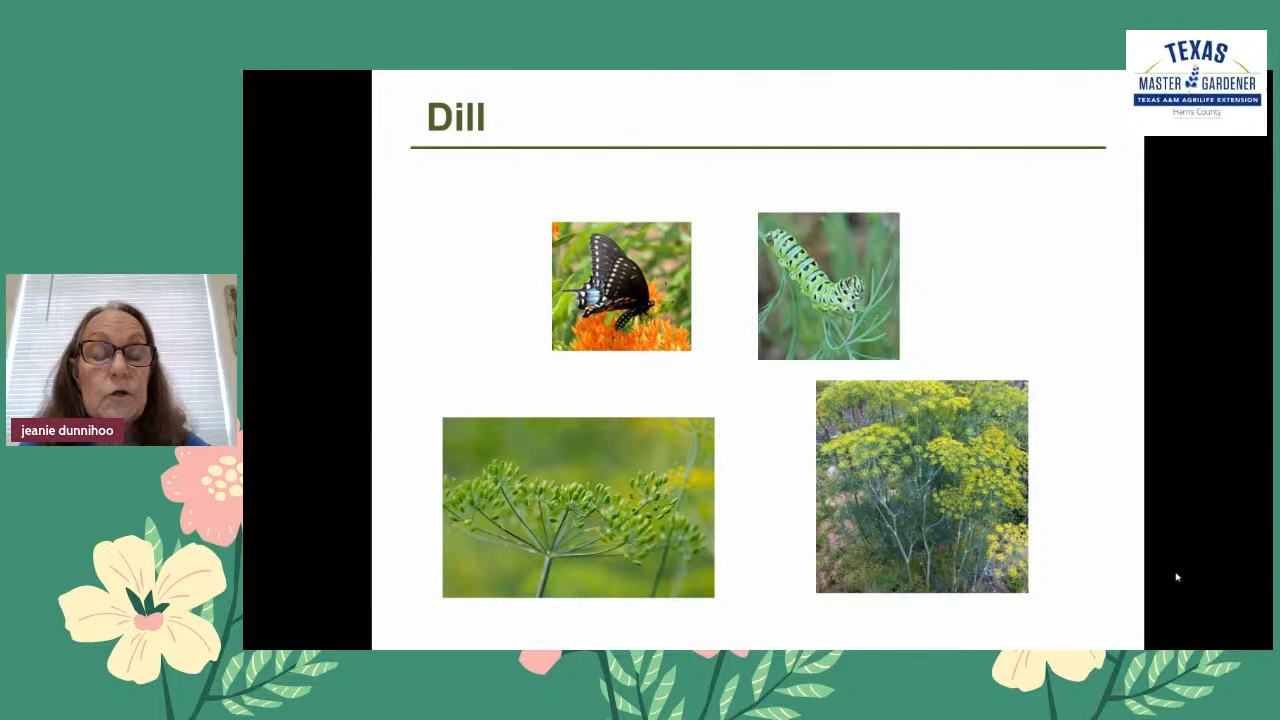 Dill
TEXAS
MASTER GARDENER
TEXAS A&M AGRILIFE EXTENSION
Harris County
jeanie dunnihoo